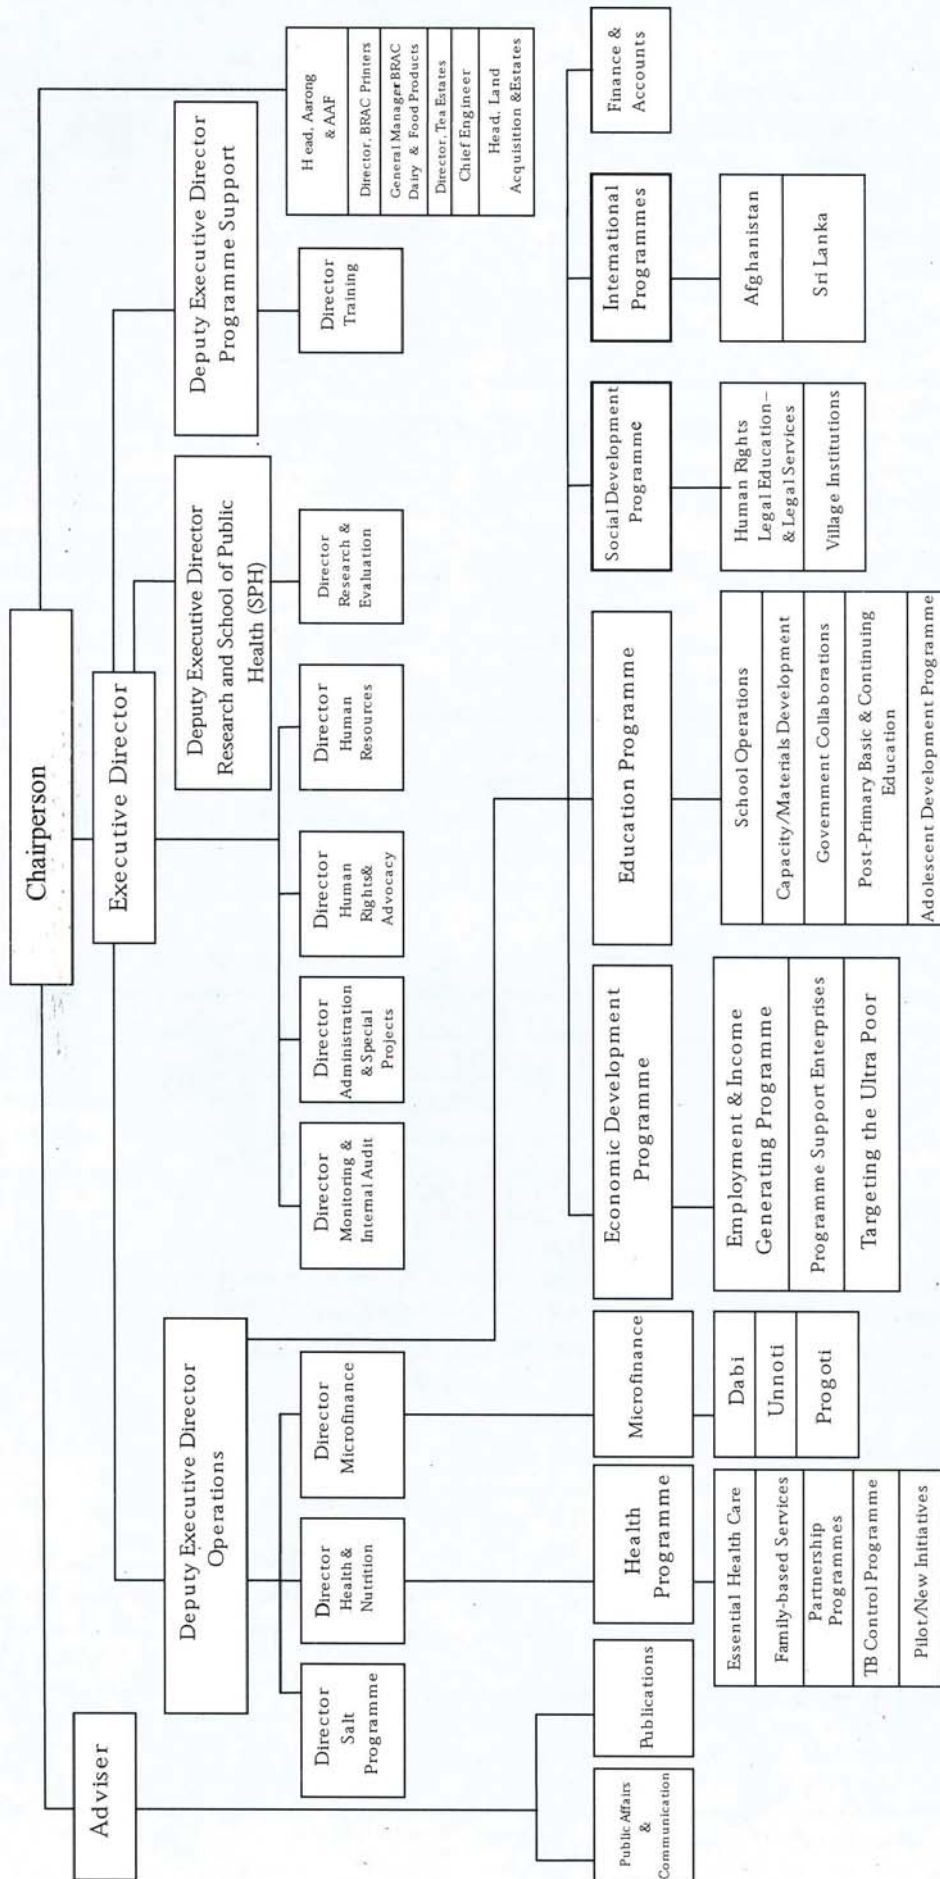 Chairperson
Executive Director
Adviser
Deputy Executive Director
Operations
Deputy Executive Director
Research and School of Public
Health (SPH)
Deputy Executive Director
Programme Support
Head, Aarong
& AAF
Director, BRAC Printers
General Manager BRAC
Dairy & Food Products
Director, Tea Estates
Chief Engineer
Head, Land
Acquisition &Estates
Director
Salt
Programme
Director
Health &
Nutrition
Director
Microfinance
Director
Monitoring &
Internal Audit
Director
Administration
& Special
Projects
Director
Human
Rights&
Advocacy
Director
Human
Resources
Director
Research &
Evaluation
Director
Training
Public Affairs
&
Communication
Publications
Health
Programme
Microfinance
Economic Development
Programme
Education Programme
Social Development
Programme
International
Programmes
Finance &
Accounts
Essential Health Care
Family-based Services
Partnership
Programmes
TB Control Programme
Pilot/New Initiatives
Dabi
Unnoti
Progoti
Employment & Income
Generating Programme
Programme Support Enterprises
Targeting the Ultra Poor
School Operations
Capacity/Materials Development
Government Collaborations
Post-Primary Basic & Continuing
Education
Adolescent Development Programme
Human Rights
Legal Education–
& Legal Services
Village Institutions
Afghanistan
Sri Lanka